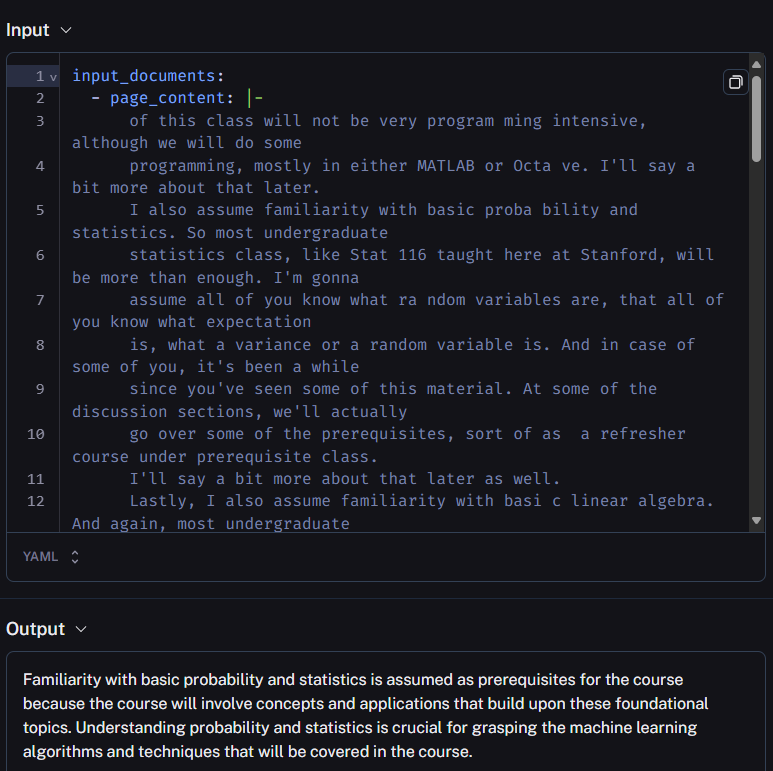 Input
1 input_documents:
2 - page_content: |-
3 of this class will not be very program ming intensive,
although we will do some
4 programming, mostly in either MATLAB or Octa ve. I'll say a
bit more about that later.
5 I also assume familiarity with basic proba bility and
statistics. So most undergraduate
6 statistics class, like Stat 116 taught here at Stanford, will
be more than enough. I'm gonna
7 assume all of you know what ra ndom variables are, that all of
you know what expectation
8 is, what a variance or a random variable is. And in case of
some of you, it's been a while
9 since you've seen some of this material. At some of the
discussion sections, we'll actually
10 go over some of the prerequisites, sort of as  a refresher
course under prerequisite class.
11 I'll say a bit more about that later as well.
12 Lastly, I also assume familiarity with basi c linear algebra.
And again, most undergraduate
YAML
Output
Familiarity with basic probability and statistics is assumed as prerequisites for the course
because the course will involve concepts and applications that build upon these foundational
topics. Understanding probability and statistics is crucial for grasping the machine learning
algorithms and techniques that will be covered in the course.